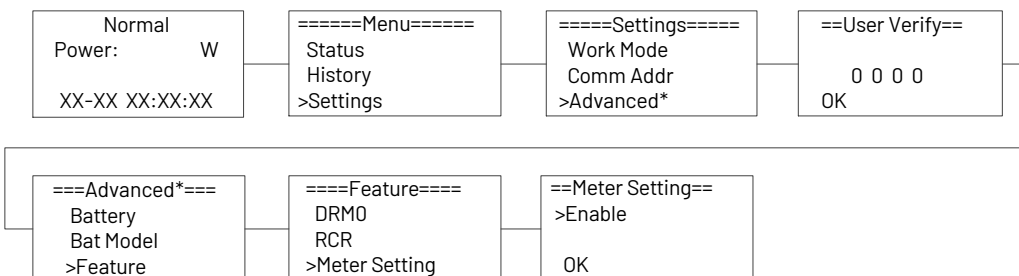 Normal
Power: W
XX-XX XX:XX:XX
======Menu======
Status
History
>Settings
=====Settings=====
Work Mode
Comm Addr
>Advanced*
==User Verify==
0 0 0 0
OK
===Advanced*===
Battery
Bat Model
>Feature
====Feature====
DRM0
RCR
>Meter Setting
==Meter Setting==
>Enable
OK